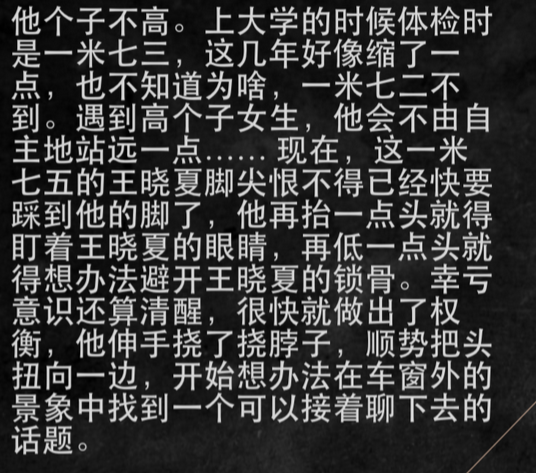 他个子不高。上大学的时候体检时
是一米七三，这几年好像缩了一
点，也不知道为啥，一米七二不
到。遇到高个子女生，他会不由自
主地站远一点……现在，这一米
七五的王晓夏脚尖恨不得已经快要
踩到他的脚了，他再抬一点头就得
盯着王晓夏的眼睛，再低一点头就
得想办法避开王晓夏的锁骨。幸亏
意识还算清醒，很快就做出了权
衡，他伸手挠了挠脖子，顺势把头
扭向一边，开始想办法在车窗外的
景象中找到一个可以接着聊下去的
话题。